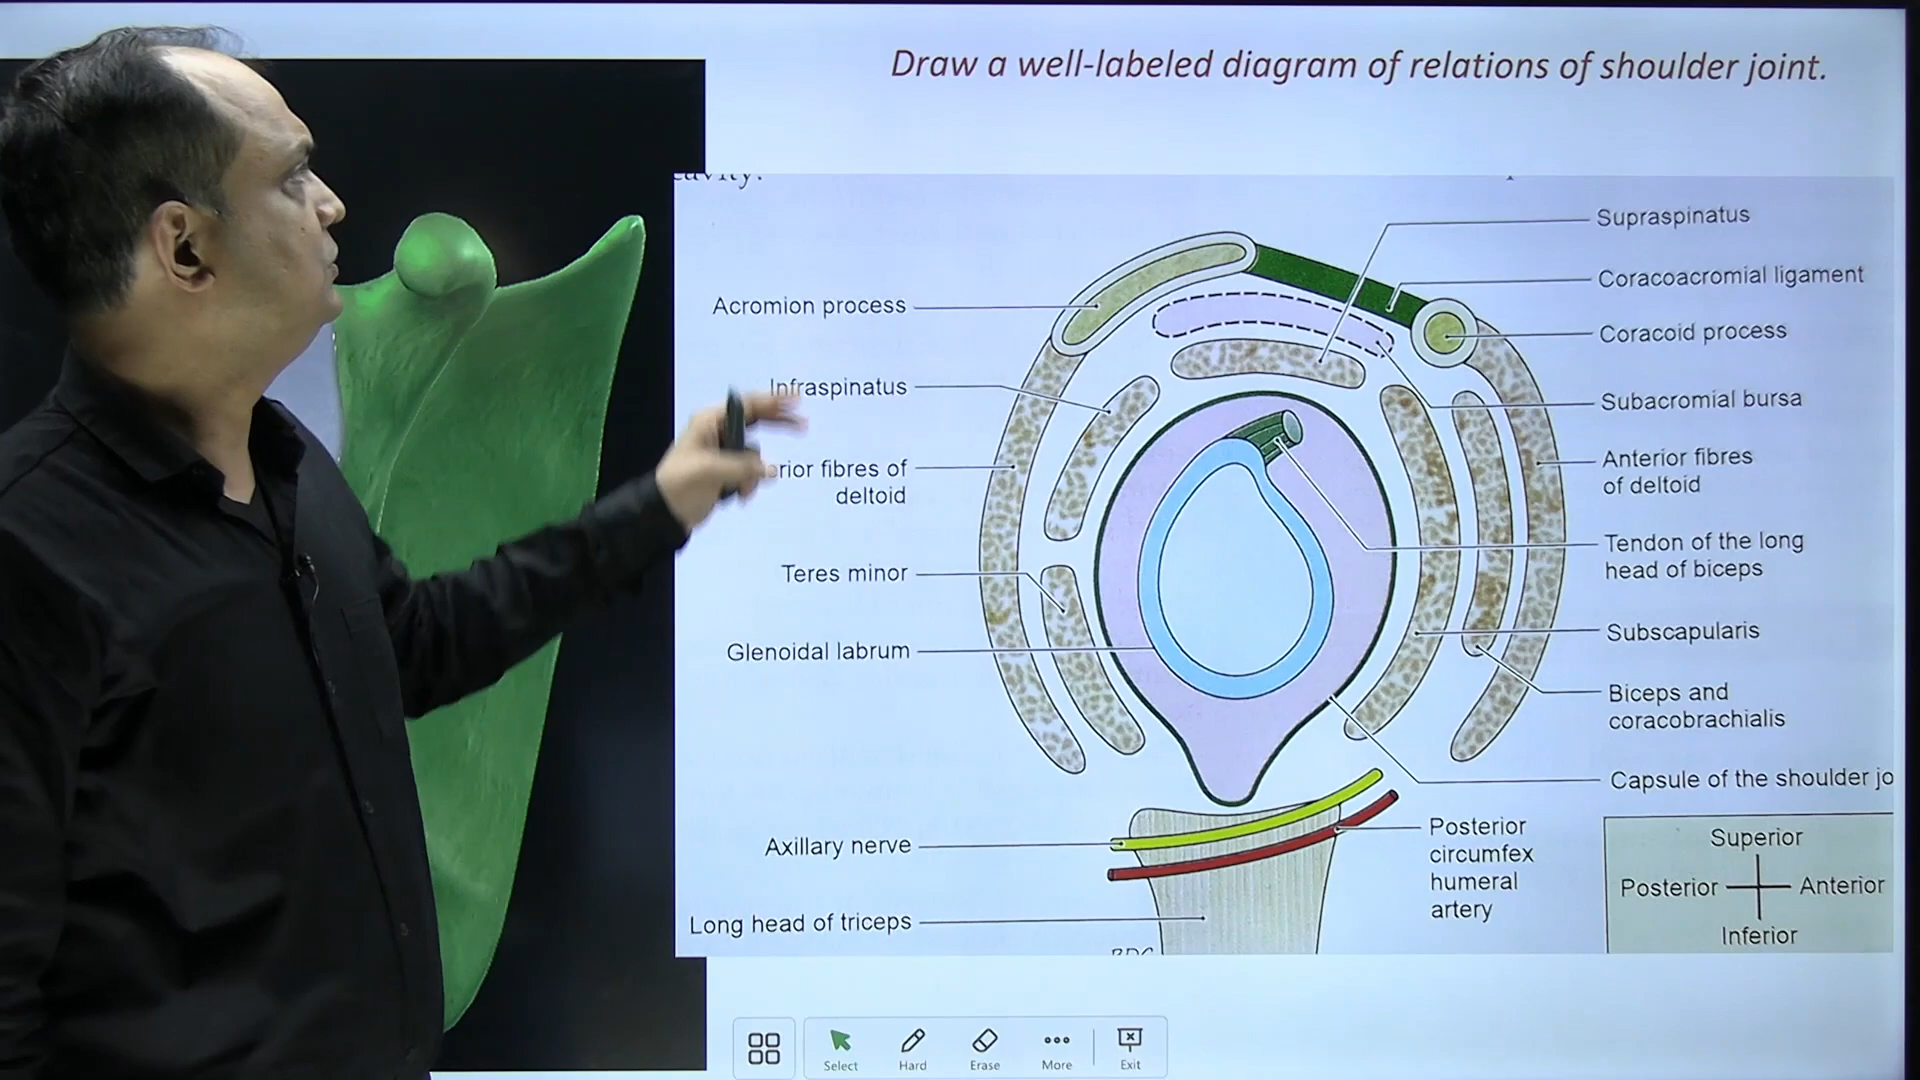 Draw a well-labeled diagram of relations of shoulder joint.
cavity.
Supraspinatus
Coracoacromial ligament
Acromion process
Coracoid process
Infraspinatus
Subacromial bursa
rior fibres of
deltoid
Anterior fibres
of deltoid
Tendon of the long
head of biceps
Teres minor
Subscapularis
Glenoidal labrum
Biceps and
coracobrachialis
Capsule of the shoulder jo
Axillary nerve
Posterior
circumfex
humeral
artery
Long head of triceps
Superior
Posterior
Anterior
Inferior
Select
Hard
Erase
More
Exit